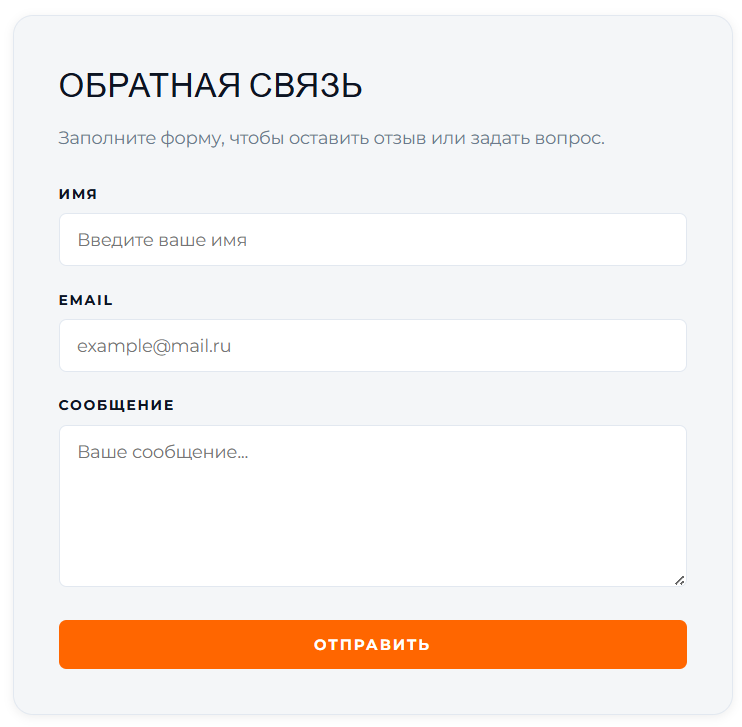 ОБРАТНАЯ СВЯЗЬ
Заполните форму, чтобы оставить отзыв или задать вопрос.
ИМЯ
Введите ваше имя
EMAIL
example@mail.ru
СООБЩЕНИЕ
Ваше сообщение...
ОТПРАВИТЬ